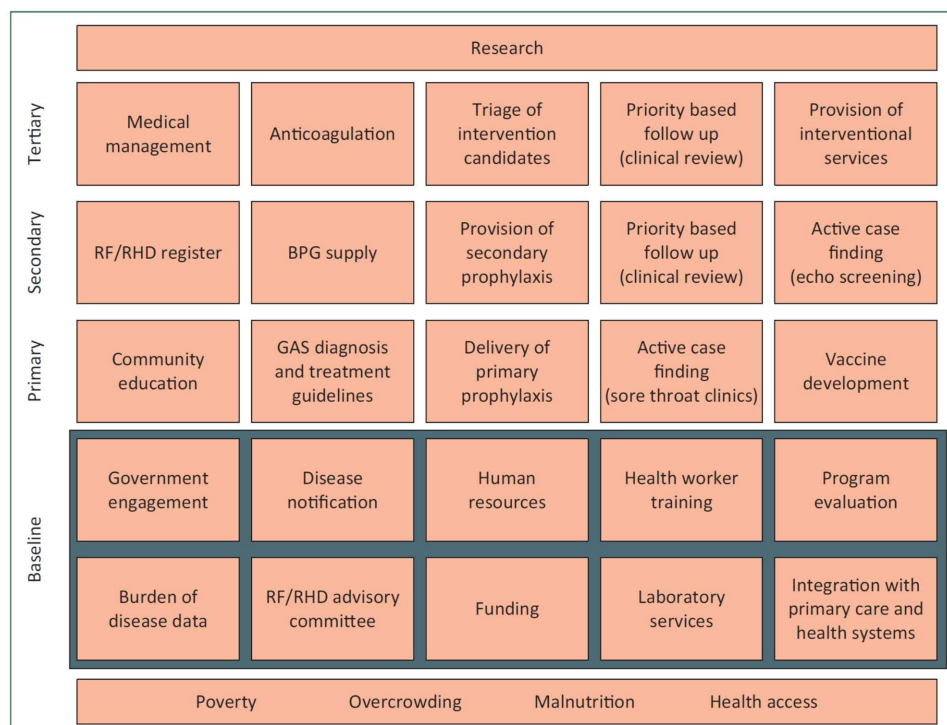 Research
Tertiary
Medical
management
Anticoagulation
Triage of
intervention
candidates
Priority based
follow up
(clinical review)
Provision of
interventional
services
Secondary
RF/RHD register
BPG supply
Provision of
secondary
prophylaxis
Priority based
follow up
(clinical review)
Active case
finding
(echo screening)
Primary
Community
education
GAS diagnosis
and treatment
guidelines
Delivery of
primary
prophylaxis
Active case
finding
(sore throat clinics)
Vaccine
development
Baseline
Government
engagement
Disease
notification
Human
resources
Health worker
training
Program
evaluation
Burden of
disease data
RF/RHD advisory
committee
Funding
Laboratory
services
Integration with
primary care and
health systems
Poverty Overcrowding Malnutrition Health access